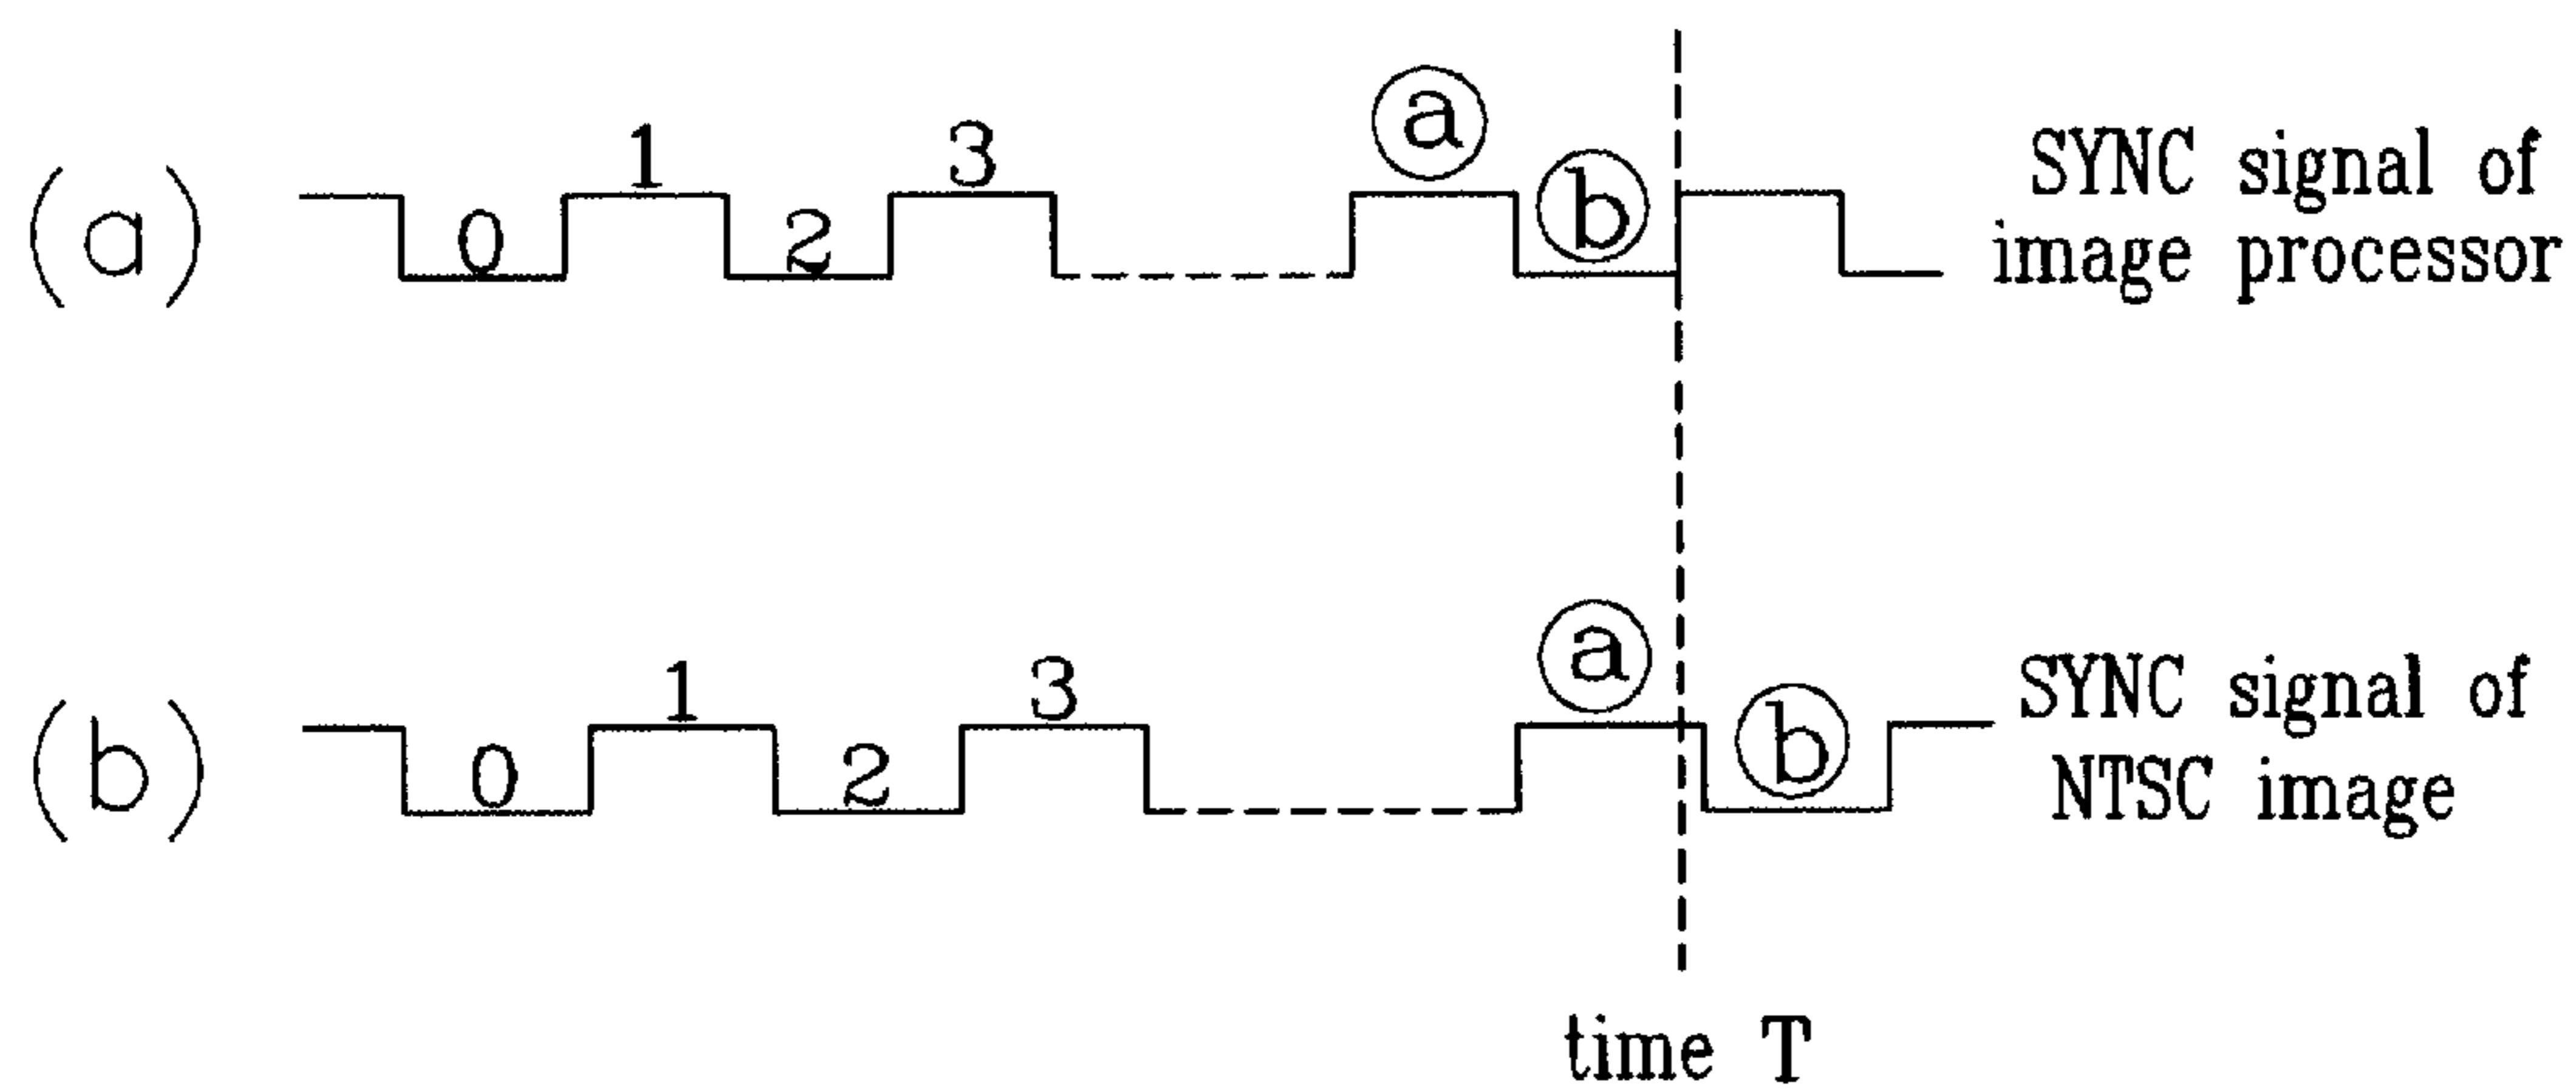 (a) 0 1 2 3 ⓐ ⓑ SYNC signal of
image processor
(b) 0 1 2 3 ⓐ ⓑ SYNC signal of
NTSC image
time T